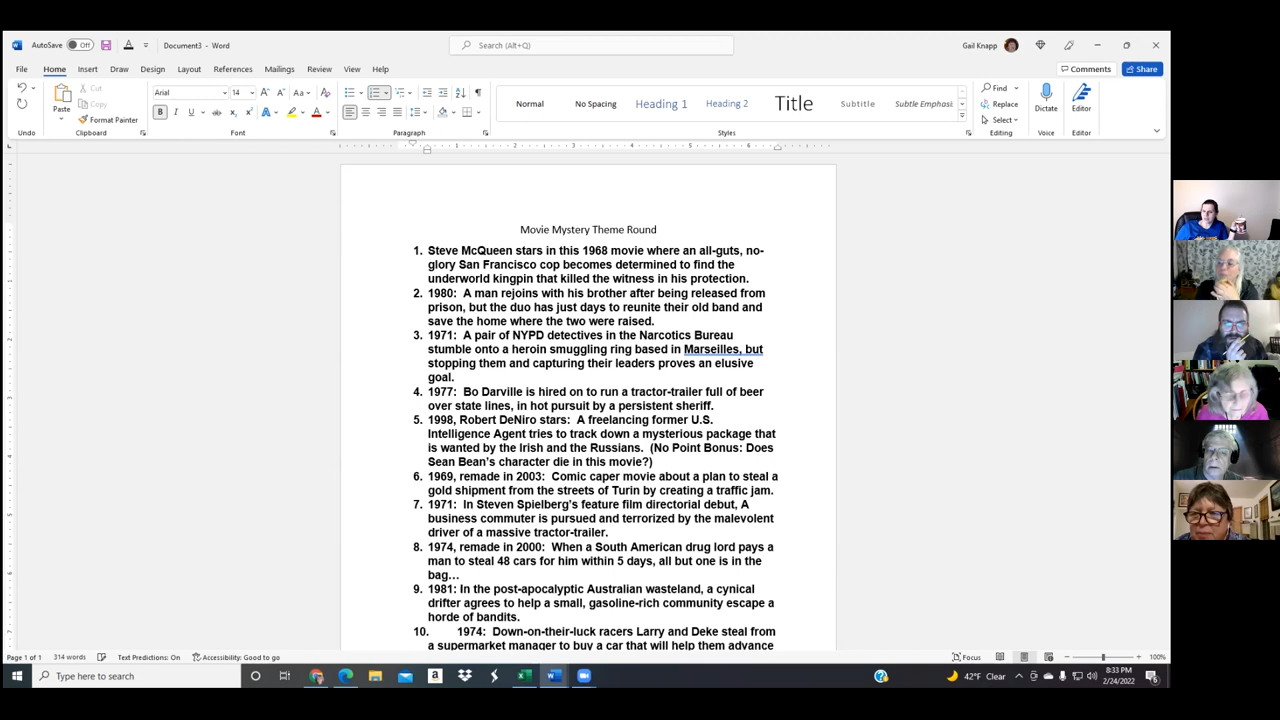 AutoSave Off Document3 - Word Search (Alt+Q) Gail Knapp
File Home Insert Draw Design Layout References Mailings Review View Help Comments Share
Cut
Copy
Paste
Format Painter
Arial 14
Normal No Spacing Heading 1 Heading 2 Title Subtitle Subtle Emphasi
Find
Replace
Select
Dictate Editor
Undo Clipboard Font Paragraph Styles Editing Voice Editor
Movie Mystery Theme Round
1. Steve McQueen stars in this 1968 movie where an all-guts, no-
glory San Francisco cop becomes determined to find the
underworld kingpin that killed the witness in his protection.
2. 1980: A man rejoins with his brother after being released from
prison, but the duo has just days to reunite their old band and
save the home where the two were raised.
3. 1971: A pair of NYPD detectives in the Narcotics Bureau
stumble onto a heroin smuggling ring based in Marseilles, but
stopping them and capturing their leaders proves an elusive
goal.
4. 1977: Bo Darville is hired on to run a tractor-trailer full of beer
over state lines, in hot pursuit by a persistent sheriff.
5. 1998, Robert DeNiro stars: A freelancing former U.S.
Intelligence Agent tries to track down a mysterious package that
is wanted by the Irish and the Russians. (No Point Bonus: Does
Sean Bean's character die in this movie?)
6. 1969, remade in 2003: Comic caper movie about a plan to steal a
gold shipment from the streets of Turin by creating a traffic jam.
7. 1971: In Steven Spielberg's feature film directorial debut, A
business commuter is pursued and terrorized by the malevolent
driver of a massive tractor-trailer.
8. 1974, remade in 2000: When a South American drug lord pays a
man to steal 48 cars for him within 5 days, all but one is in the
bag…
9. 1981: In the post-apocalyptic Australian wasteland, a cynical
drifter agrees to help a small, gasoline-rich community escape a
horde of bandits.
10. 1974: Down-on-their-luck racers Larry and Deke steal from
a supermarket manager to buy a car that will help them advance
Page 1 of 1 314 words Text Predictions: On Accessibility: Good to go Focus 100%
Type here to search 42°F Clear 8:33 PM
2/24/2022